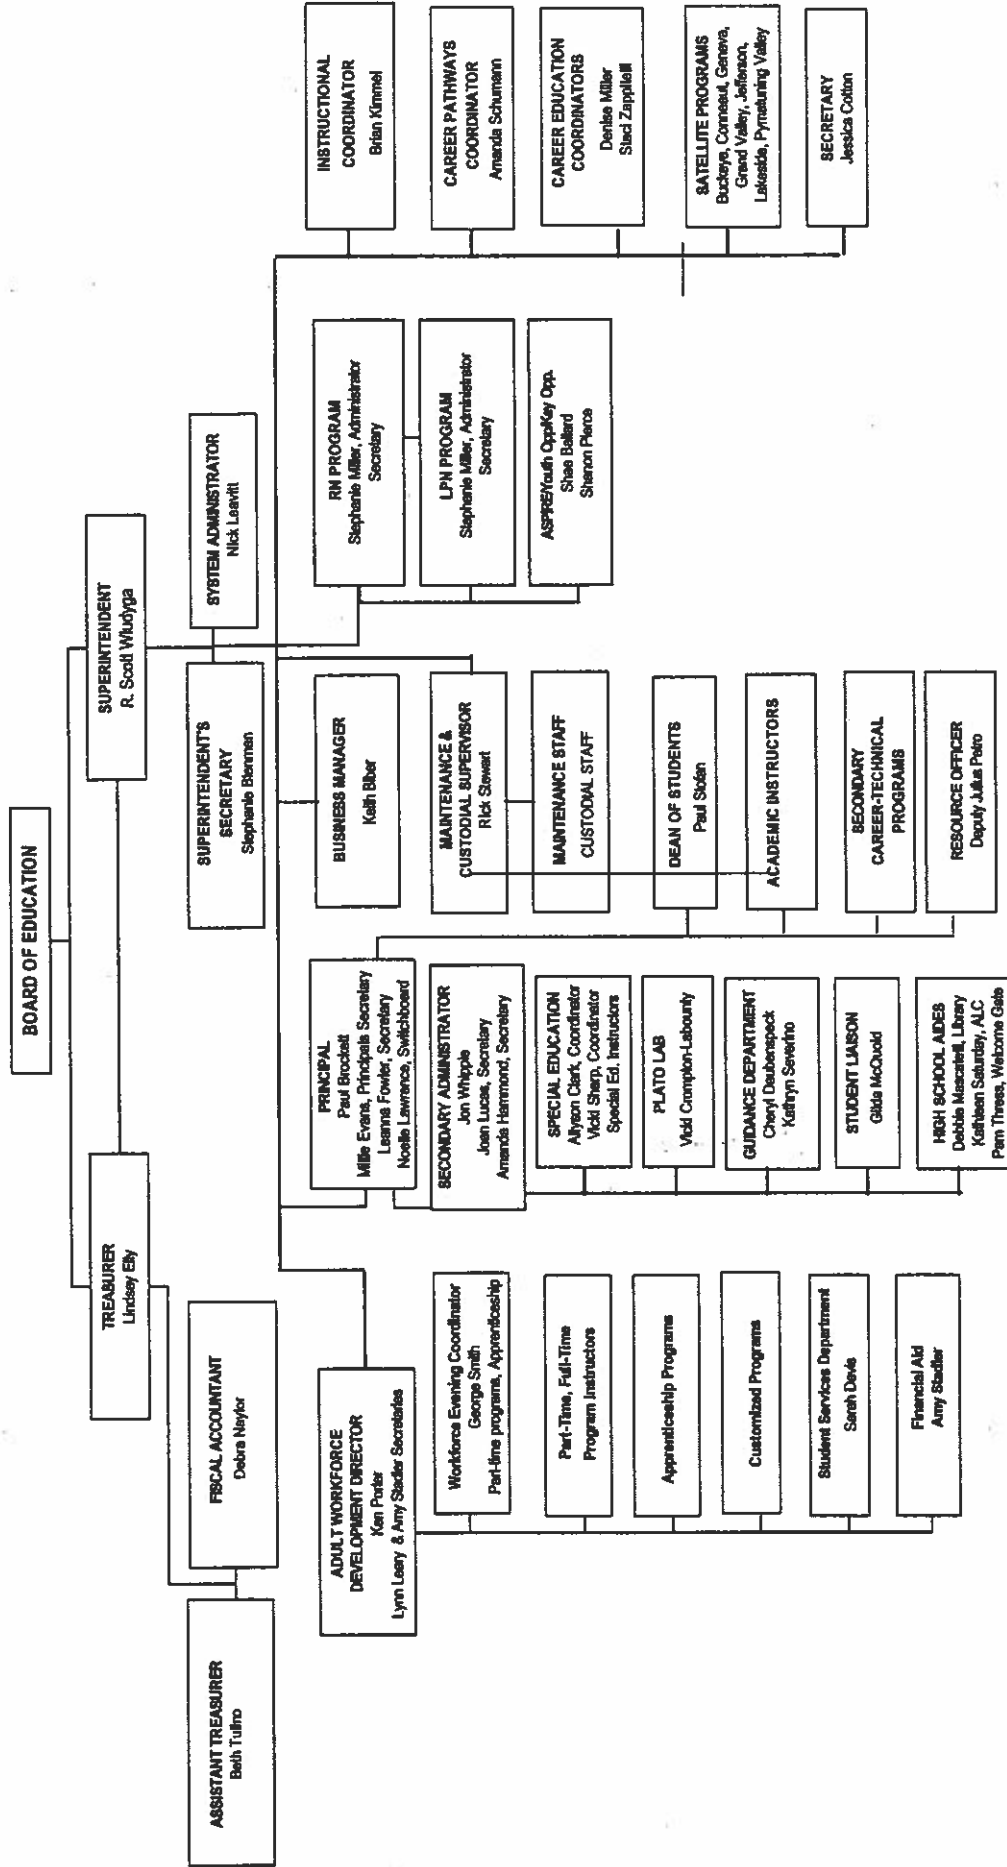 BOARD OF EDUCATION
TREASURER
Lindsey Elly
SUPERINTENDENT
R. Scott Wludyga
ASSISTANT TREASURER
Beth Tulino
FISCAL ACCOUNTANT
Debra Naylor
SUPERINTENDENT'S
SECRETARY
Stephanie Brenman
SYSTEM ADMINISTRATOR
Nick Leavitt
ADULT WORKFORCE
DEVELOPMENT DIRECTOR
Ken Porter
Lynn Leary & Amy Stadler Secretaries
Workforce Evening Coordinator
George Smith
Part-time programs, Apprenticeship
Part-Time, Full-Time
Program Instructors
Apprenticeship Programs
Customized Programs
Student Services Department
Sarah Davis
Financial Aid
Amy Stadler
PRINCIPAL
Paul Brockett
Millie Evans, Principals Secretary
Leanna Fowler, Secretary
Noelle Lawrance, Switchboard
SECONDARY ADMINISTRATOR
Jon Whipple
Joan Lucas, Secretary
Amanda Hammond, Secretary
SPECIAL EDUCATION
Allyson Clark, Coordinator
Vicki Sharp, Coordinator
Special Ed. Instructors
PLATO LAB
Vicki Crompton-Labounty
GUIDANCE DEPARTMENT
Cheryl Daubenspeck
Kathryn Severino
STUDENT LIAISON
Gilda McQuoid
HIGH SCHOOL AIDES
Debbie Library
Kathleen Saturday, ALC
Pam Welcome Gate
BUSINESS MANAGER
Keith Biber
MAINTENANCE &
CUSTODIAL SUPERVISOR
Rick Stewart
MAINTENANCE STAFF
CUSTODIAL STAFF
DEAN OF STUDENTS
Paul Stofan
ACADEMIC INSTRUCTORS
SECONDARY
CAREER-TECHNICAL
PROGRAMS
RESOURCE OFFICER
Deputy Julius Petro
RN PROGRAM
Stephanie Miller, Administrator
Secretary
LPN PROGRAM
Stephanie Miller, Administrator
Secretary
ASPIRE/Youth Opp/Key Opp.
Shae Ballard
Shanon Pierce
INSTRUCTIONAL
COORDINATOR
Brian Kimmel
CAREER PATHWAYS
COORDINATOR
Amanda Schumann
CAREER EDUCATION
COORDINATORS
Denise Miller
Staci Zappitelli
SATELLITE PROGRAMS
Buckeye, Conneaut, Geneva,
Grand Valley, Jefferson,
Lakeside, Pymatuning Valley
SECRETARY
Jessica Cotton